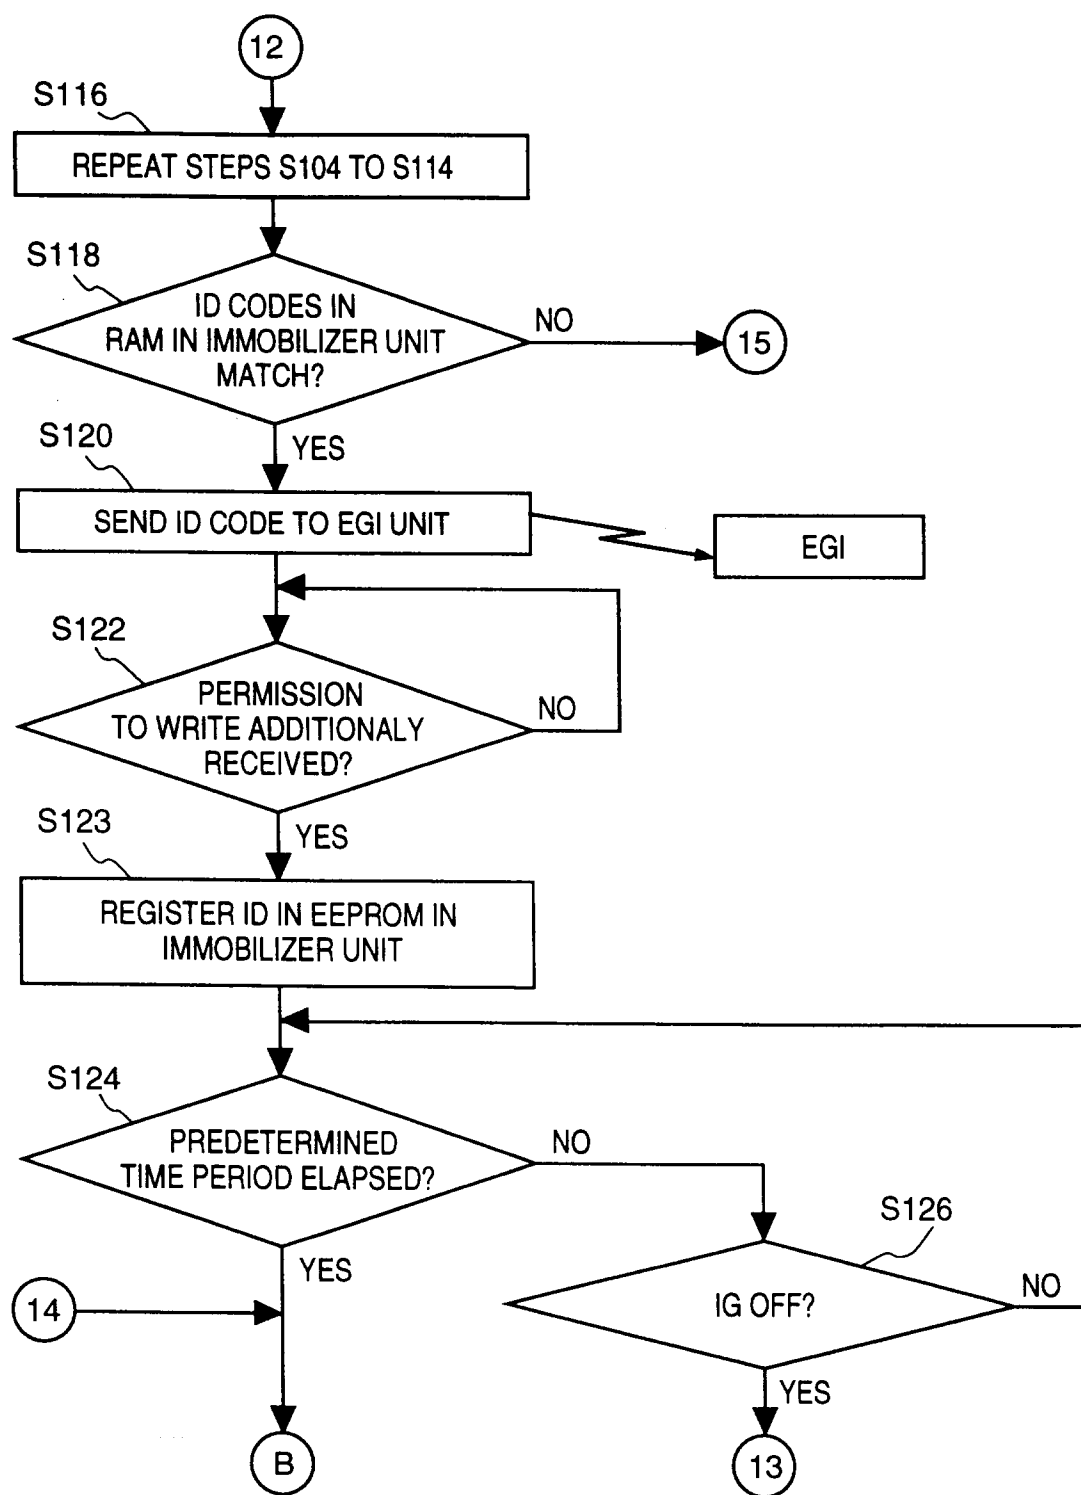 12
S116
REPEAT STEPS S104 TO S114
S118
ID CODES IN
RAM IN IMMOBILIZER UNIT
MATCH?
NO
15
YES
S120
SEND ID CODE TO EGI UNIT
EGI
S122
PERMISSION
TO WRITE ADDITIONALY
RECEIVED?
NO
YES
S123
REGISTER ID IN EEPROM IN
IMMOBILIZER UNIT
S124
PREDETERMINED
TIME PERIOD ELAPSED?
NO
S126
YES
IG OFF?
NO
14
YES
B
13